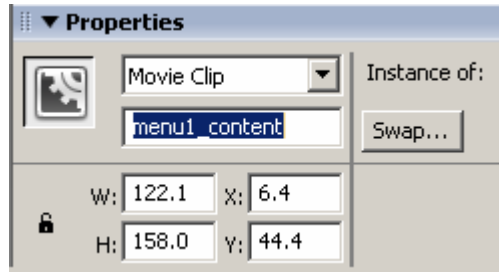 Properties
Movie Clip
Instance of:
menu1_content
Swap...
W: 122.1 X: 6.4
H: 158.0 Y: 44.4